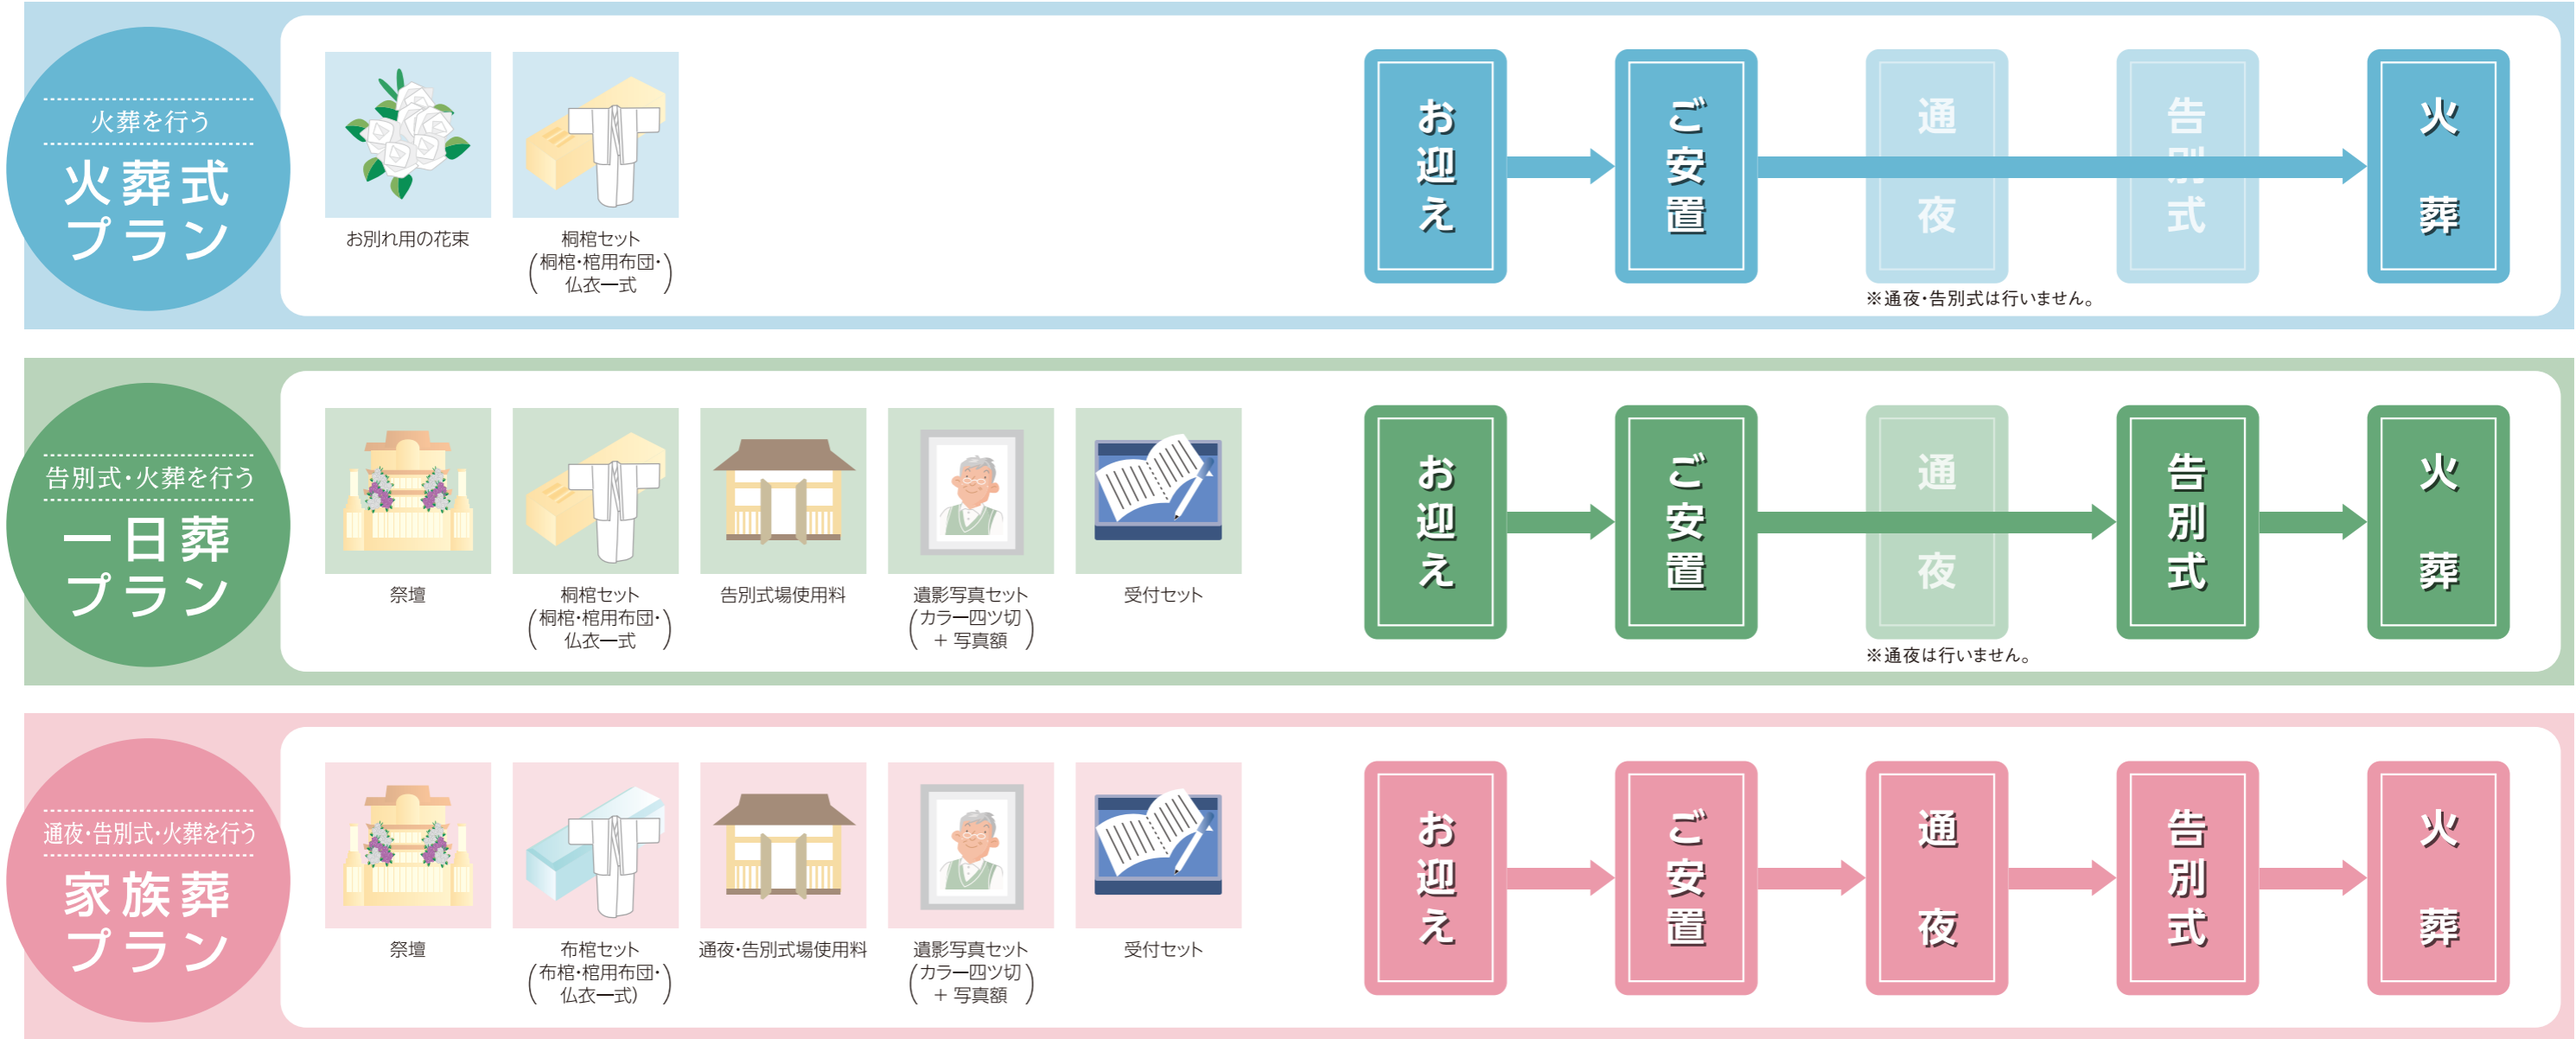 火葬を行う
火葬式
プラン
お別れ用の花束
桐棺セット
(桐棺・棺用布団・
仏衣一式)
お迎え
ご安置
通夜
告別式
火葬
※通夜・告別式は行いません。
告別式・火葬を行う
一日葬
プラン
祭壇
桐棺セット
(桐棺・棺用布団・
仏衣一式)
告別式場使用料
遺影写真セット
(カラー四ツ切
+ 写真額)
受付セット
お迎え
ご安置
通夜
告別式
火葬
※通夜は行いません。
通夜・告別式・火葬を行う
家族葬
プラン
祭壇
布棺セット
(布棺・棺用布団・
仏衣一式))
通夜・告別式場使用料
遺影写真セット
(カラー四ツ切
+ 写真額)
受付セット
お迎え
ご安置
通夜
告別式
火葬